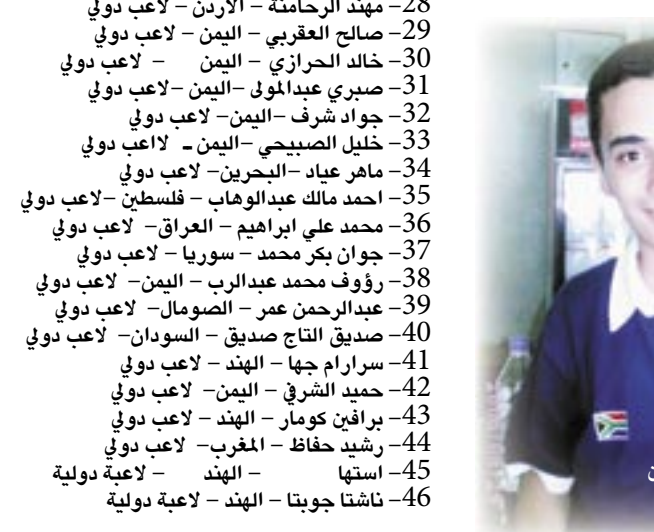 28– مهند الرحامنة – الاردن – لاعب دولي
29– صالح العقربي – اليمن – لاعب دولي
30– خالد الحرازي – اليمن – لاعب دولي
31– صبري عبدالمولى –اليمن –لاعب دولي
32– جواد شرف –اليمن– لاعب دولي
33– خليل الصبيحي –اليمن ـ لااعب دولي
34– ماهر عياد –البحرين– لاعب دولي
35– احمد مالك عبدالوهاب – فلسطين –لاعب دولي
36– محمد علي ابراهيم – العراق– لاعب دولي
37– جوان بكر محمد – سوريا – لاعب دولي
38– رؤوف محمد عبدالرب – اليمن– لاعب دولي
39– عبدالرحمن عمر – الصومال– لاعب دولي
40– صديق التاج صديق – السودان– لاعب دولي
41– سرارام جها – الهند – لاعب دولي
42– حميد الشرفي – اليمن– لاعب دولي
43– برافين كومار – الهند – لاعب دولي
44– رشيد حفاظ – المغرب– لاعب دولي
45– استها – الهند – لاعبة دولية
46– ناشتا جوبتا – الهند – لاعبة دولية